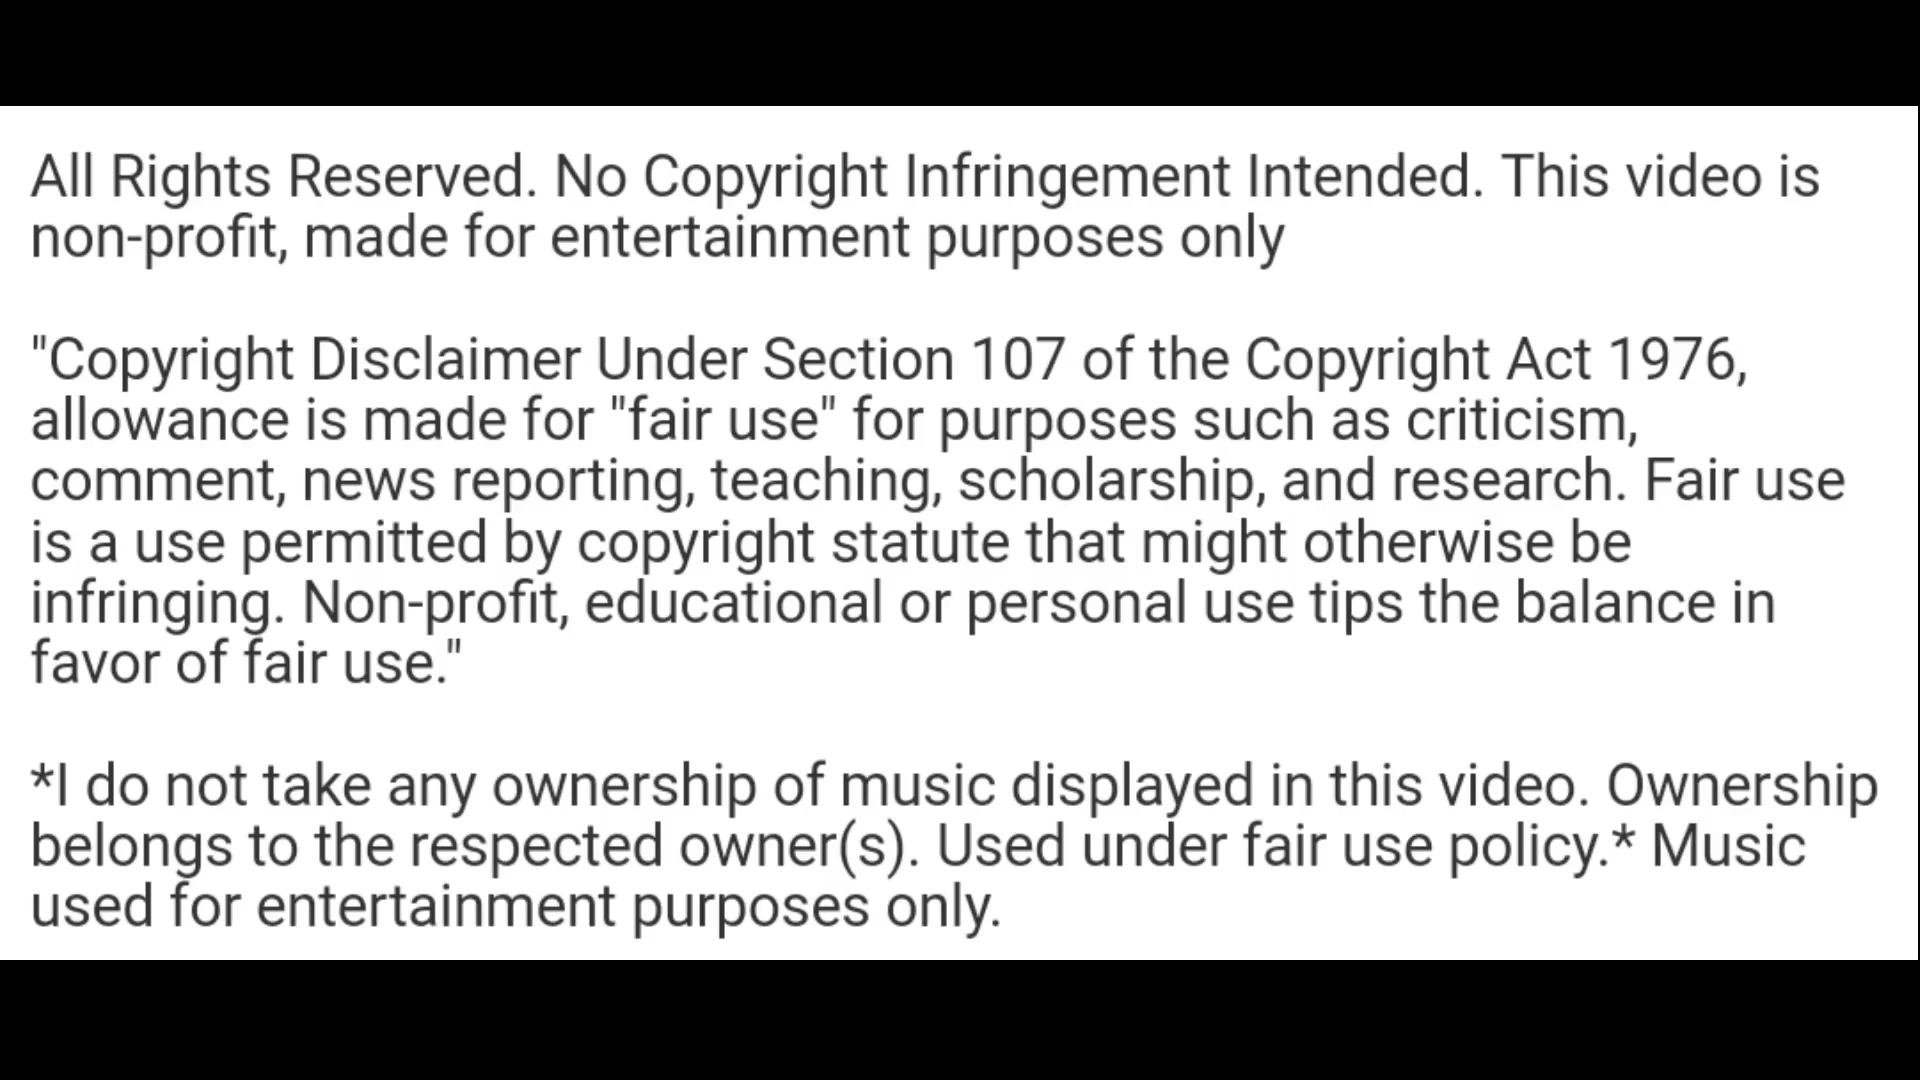 All Rights Reserved. No Copyright Infringement Intended. This video is
non-profit, made for entertainment purposes only
"Copyright Disclaimer Under Section 107 of the Copyright Act 1976,
allowance is made for "fair use" for purposes such as criticism,
comment, news reporting, teaching, scholarship, and research. Fair use
is a use permitted by copyright statute that might otherwise be
infringing. Non-profit, educational or personal use tips the balance in
favor of fair use."
*I do not take any ownership of music displayed in this video. Ownership
belongs to the respected owner(s). Used under fair use policy.* Music
used for entertainment purposes only.